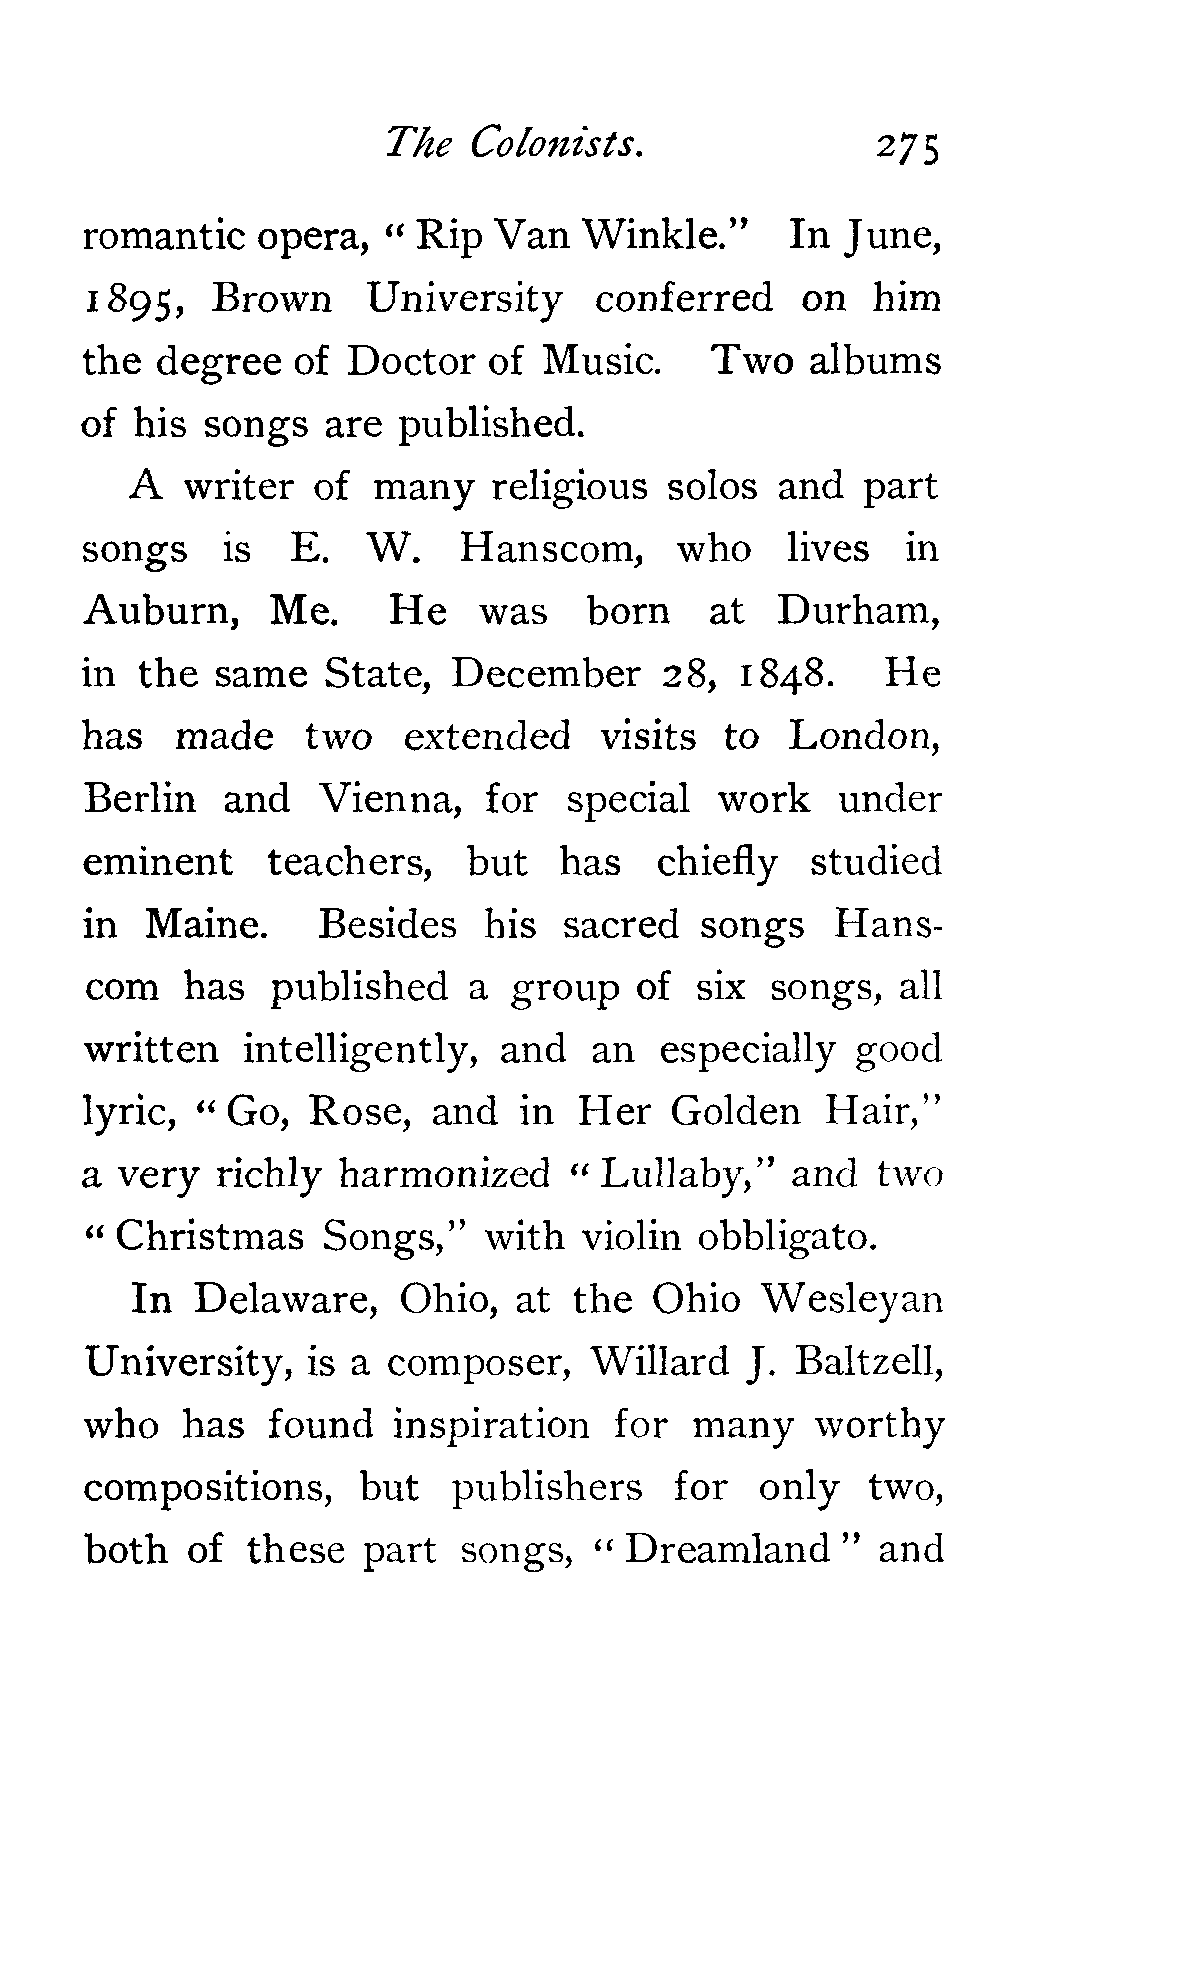 The Colonists. 275
romantic opera, “ Rip Van Winkle.” In June,
1895, Brown University conferred on him
the degree of Doctor of Music. Two albums
of his songs are published.
A writer of many religious solos and part
songs is E. W. Hanscom, who lives in
Auburn, Me. He was born at Durham,
in the same State, December 28, 1848. He
has made two extended visits to London,
Berlin and Vienna, for special work under
eminent teachers, but has chiefly studied
in Maine. Besides his sacred songs Hans-
com has published a group of six songs, all
written intelligently, and an especially good
lyric, “ Go, Rose, and in Her Golden Hair,”
a very richly harmonized “ Lullaby,” and two
“ Christmas Songs,” with violin obbligato.
In Delaware, Ohio, at the Ohio Wesleyan
University, is a composer, Willard J. Baltzell,
who has found inspiration for many worthy
compositions, but publishers for only two,
both of these part songs, “ Dreamland ” and